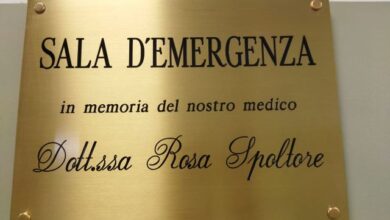 SALA D'EMERGENZA
in memoria del nostro medico
Dott.ssa Rosa Spoltore